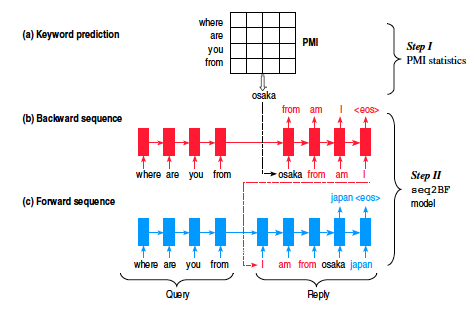 where
(a) Keyword prediction
are
you
PMI
from
Step I
PMI statistics
osaka
from am I <eos>
(b) Backward sequence
where are you from
osaka from am I
Step II
seq2BF
model
(c) Forward sequence
japan <eos>
where are you from
I am from osaka japan
Query
Reply